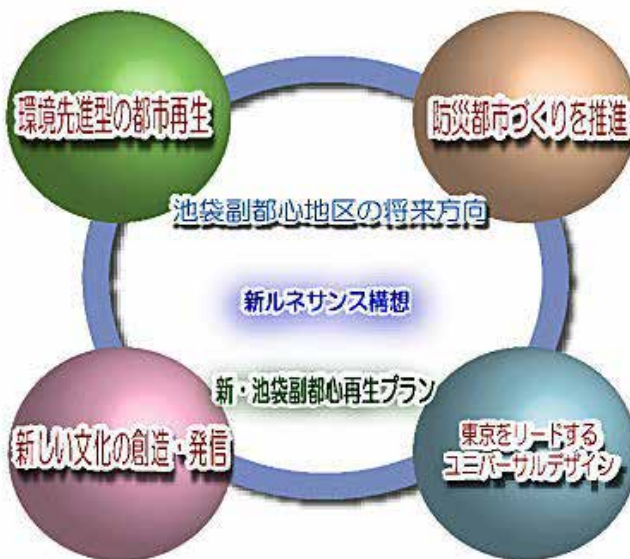 環境先進型の都市再生
防災都市づくりを推進
池袋副都心地区の将来方向
新ルネサンス構想
新・池袋副都心再生プラン
新しい文化の創造・発信
東京をリードする
ユニバーサルデザイン